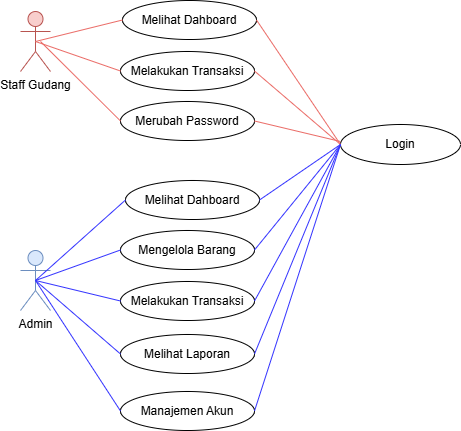 Melihat Dahboard
Staff Gudang
Melakukan Transaksi
Merubah Password
Login
Melihat Dahboard
Mengelola Barang
Admin
Melakukan Transaksi
Melihat Laporan
Manajemen Akun